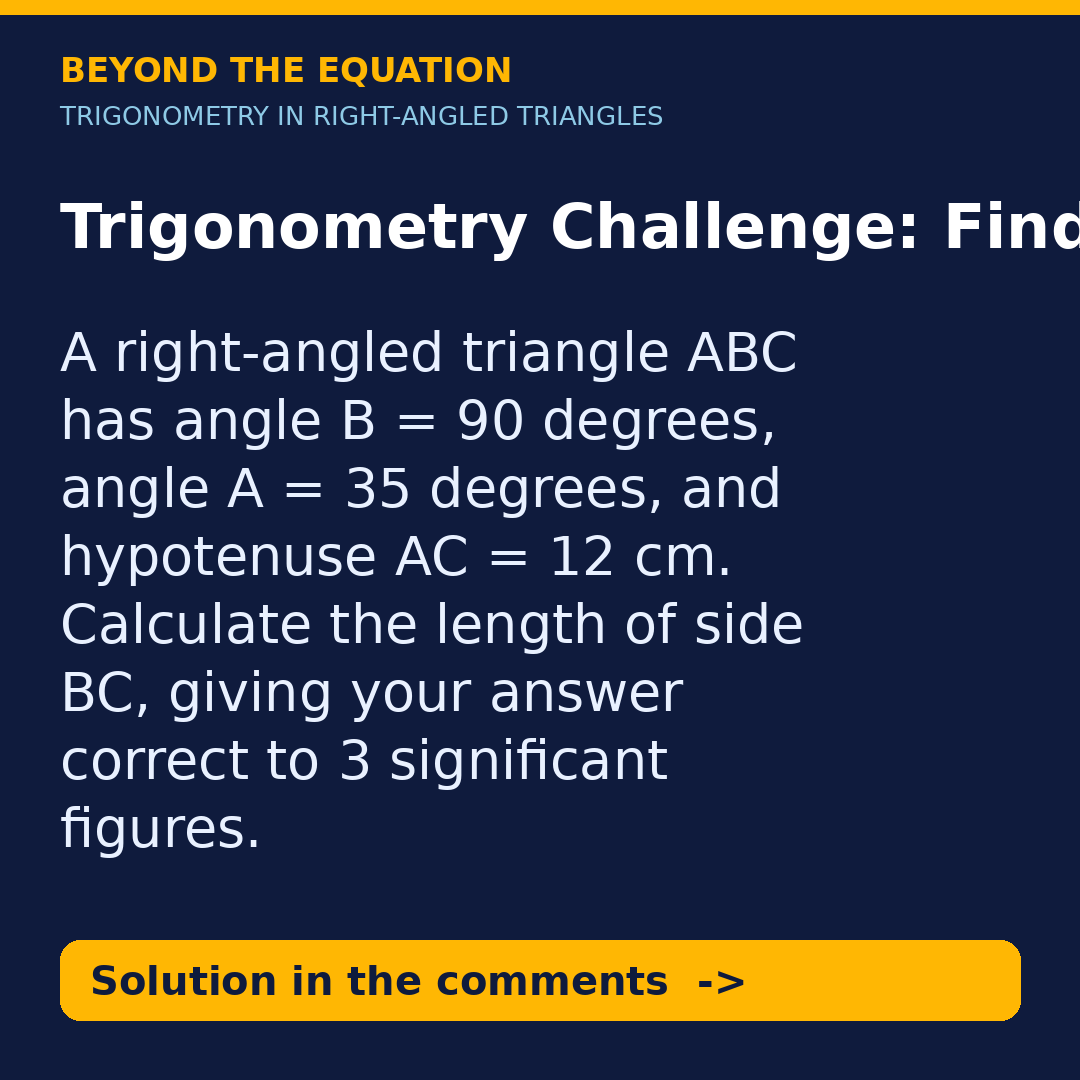 BEYOND THE EQUATION
TRIGONOMETRY IN RIGHT-ANGLED TRIANGLES
Trigonometry Challenge: Find
A right-angled triangle ABC
has angle B = 90 degrees,
angle A = 35 degrees, and
hypotenuse AC = 12 cm.
Calculate the length of side
BC, giving your answer
correct to 3 significant
figures.
Solution in the comments  ->